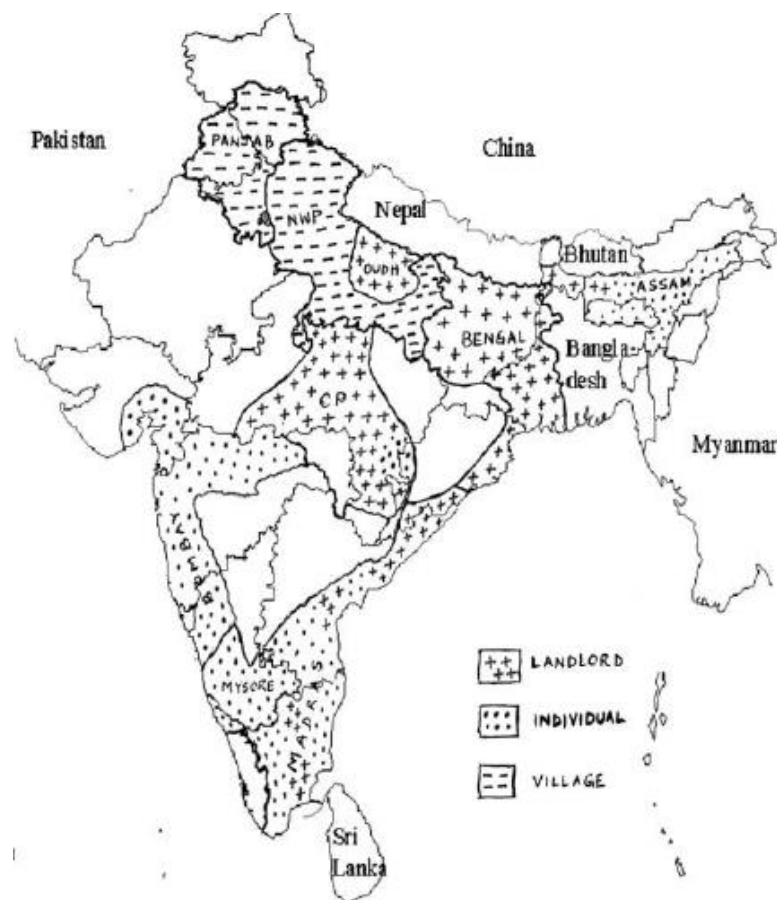 Pakistan
China
PANJAB
NWP
Nepal
OUDH
Bhutan
ASSAM
BENGAL
Bangla-
desh
CP
Myanmar
BOMBAY
MYSORE
MADRAS
LANDLORD
INDIVIDUAL
VILLAGE
Sri
Lanka